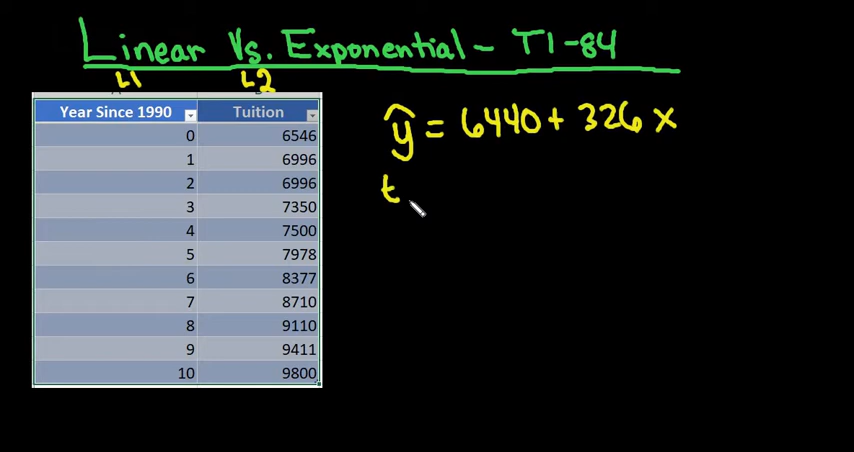 Linear Vs. Exponential - TI-84
L1 L2
Year Since 1990 Tuition
0 6546
1 6996
2 6996
3 7350
4 7500
5 7978
6 8377
7 8710
8 9110
9 9411
10 9800
ŷ = 6440 + 326 x
t